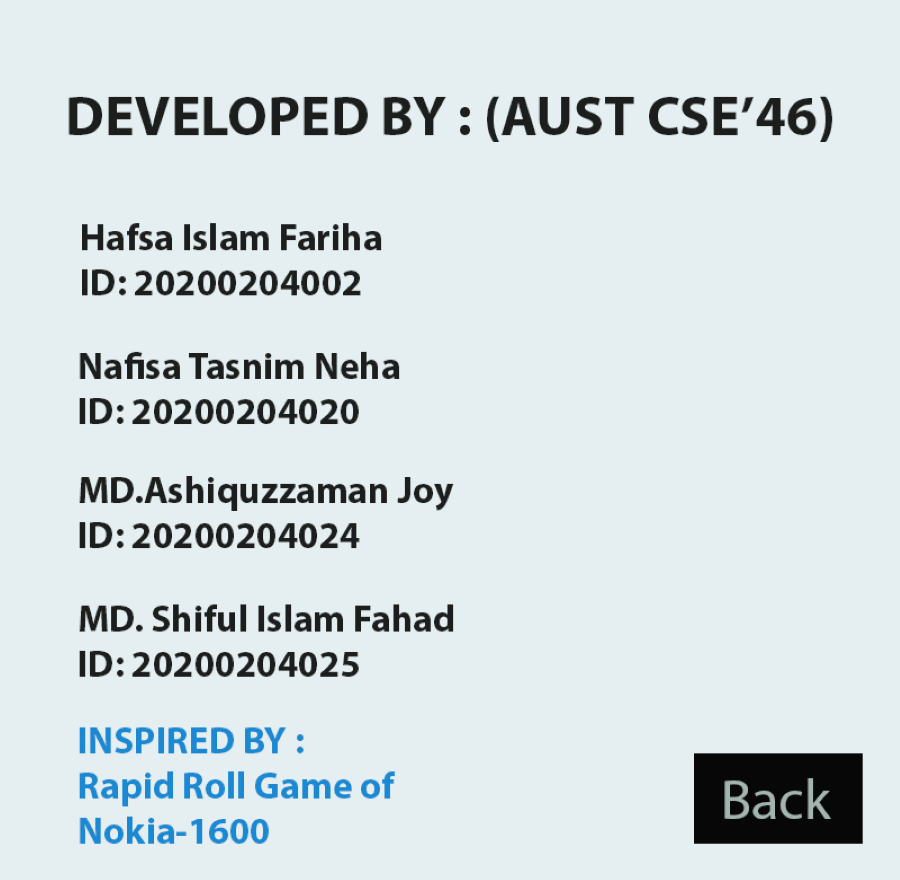 DEVELOPED BY : (AUST CSE’46)
Hafsa Islam Fariha
ID: 20200204002
Nafisa Tasnim Neha
ID: 20200204020
MD.Ashiquzzaman Joy
ID: 20200204024
MD. Shiful Islam Fahad
ID: 20200204025
INSPIRED BY :
Rapid Roll Game of
Nokia-1600
Back